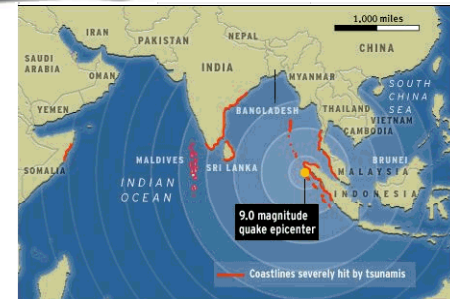 1,000 miles
IRAN
PAKISTAN
NEPAL
CHINA
SAUDI
ARABIA
OMAN
INDIA
MYANMAR
BANGLADESH
THAILAND
SOUTH
CHINA
SEA
VIETNAM
CAMBODIA
YEMEN
SOMALIA
MALDIVES
SRI LANKA
BRUNEI
MALAYSIA
INDONESIA
INDIAN
OCEAN
9.0 magnitude
quake epicenter
Coastlines severely hit by tsunamis